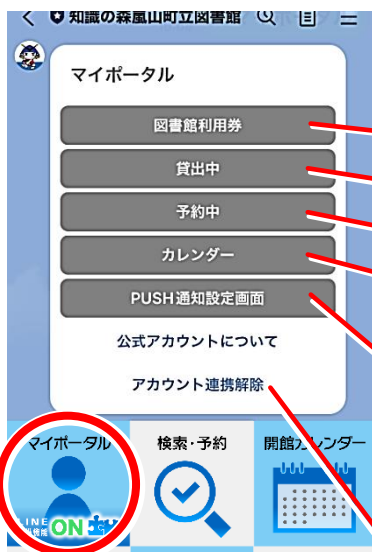 知識の森嵐山町立図書館
マイポータル
図書館利用券
貸出中
予約中
カレンダー
PUSH通知設定画面
公式アカウントについて
アカウント連携解除
マイポータル
検索・予約
開館カレンダー
ON